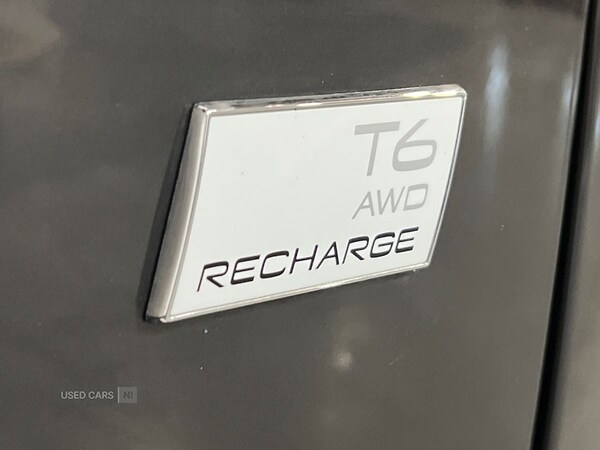 T6
AWD
RECHARGE
USED CARS NI